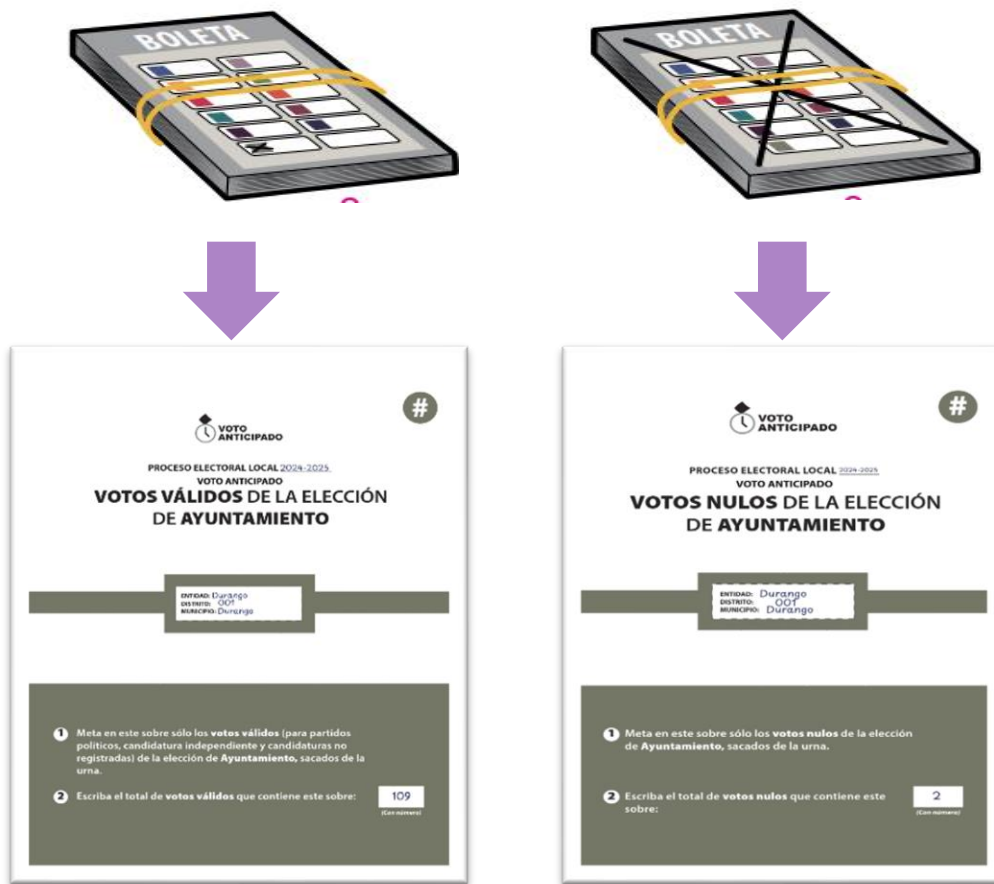 BOLETA
BOLETA
#
VOTO
ANTICIPADO
PROCESO ELECTORAL LOCAL 2024-2025
VOTO ANTICIPADO
VOTOS VÁLIDOS DE LA ELECCIÓN
DE AYUNTAMIENTO
ENTIDAD: Durango
DISTRITO: 001
MUNICIPIO: Durango
1 Meta en este sobre sólo los votos válidos (para partidos
políticos, candidatura independiente y candidaturas no
registradas) de la elección de Ayuntamiento, sacados de la
urna.
2 Escriba el total de votos válidos que contiene este sobre: 109
(Con número)
#
VOTO
ANTICIPADO
PROCESO ELECTORAL LOCAL 2024-2025
VOTO ANTICIPADO
VOTOS NULOS DE LA ELECCIÓN
DE AYUNTAMIENTO
ENTIDAD: Durango
DISTRITO: 001
MUNICIPIO: Durango
1 Meta en este sobre sólo los votos nulos de la elección
de Ayuntamiento, sacados de la urna.
2 Escriba el total de votos nulos que contiene este
sobre: 2
(Con número)